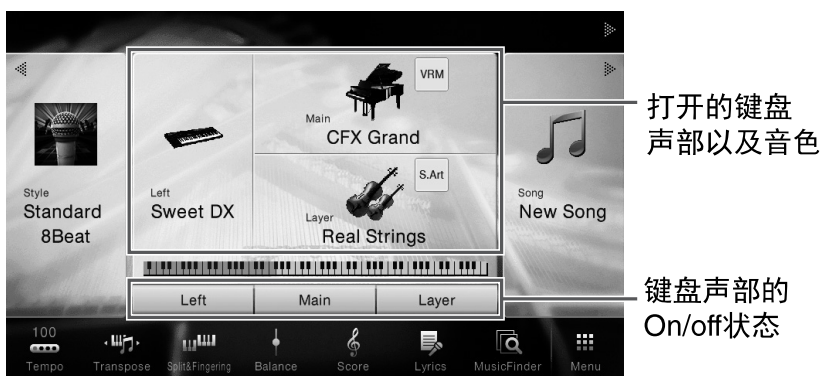 VRM
Main
CFX Grand
S.Art
Layer
Real Strings
Left
Sweet DX
Style
Standard
8Beat
Song
New Song
打开的键盘
声部以及音色
Left
Main
Layer
键盘声部的
On/off状态
100
Tempo
Transpose
Split&Fingering
Balance
Score
Lyrics
MusicFinder
Menu